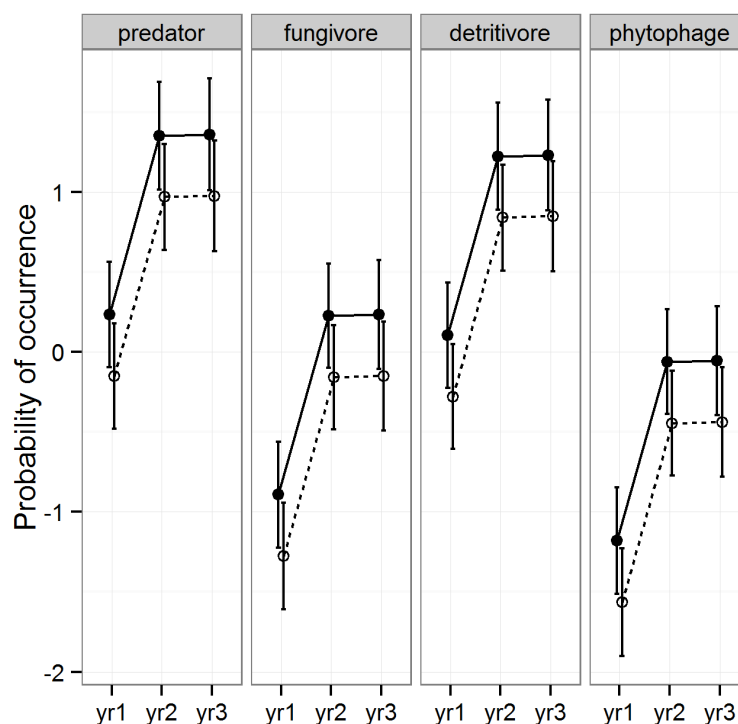 predator fungivore detritivore phytophage
Probability of occurrence
1
0
-1
-2
yr1 yr2 yr3 yr1 yr2 yr3 yr1 yr2 yr3 yr1 yr2 yr3